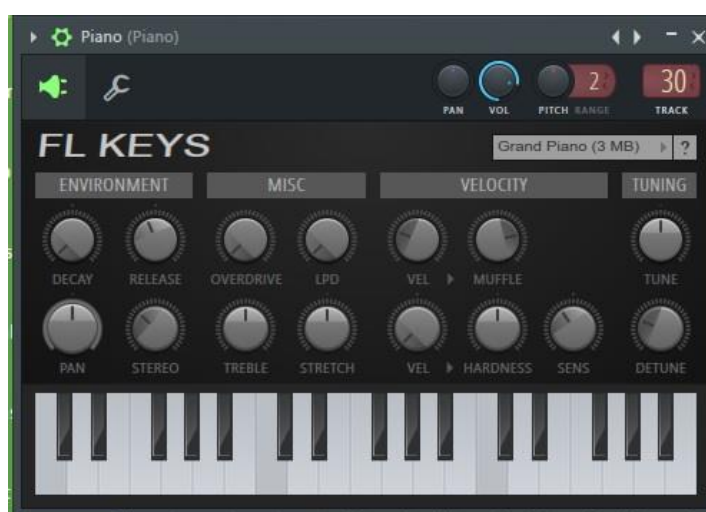 Piano (Piano)
PAN VOL PITCH RANGE 2 30 TRACK
FL KEYS
Grand Piano (3 MB) ?
ENVIRONMENT MISC VELOCITY TUNING
DECAY RELEASE OVERDRIVE LPD VEL MUFFLE TUNE
PAN STEREO TREBLE STRETCH VEL HARDNESS SENS DETUNE